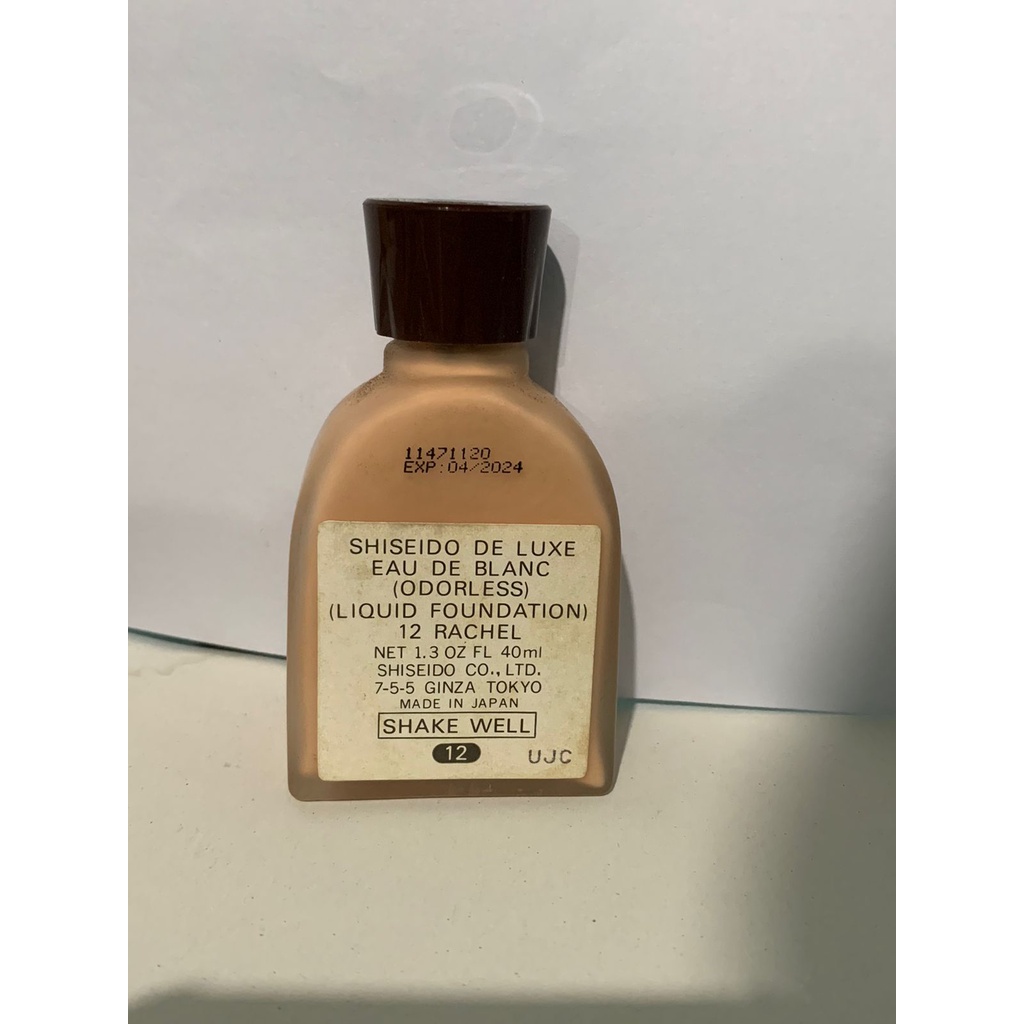 11471120
EXP:04/2024
SHISEIDO DE LUXE
EAU DE BLANC
(ODORLESS)
(LIQUID FOUNDATION)
12 RACHEL
NET 1.3 OZ FL 40ml
SHISEIDO CO., LTD.
7-5-5 GINZA TOKYO
MADE IN JAPAN
SHAKE WELL
12 UJC